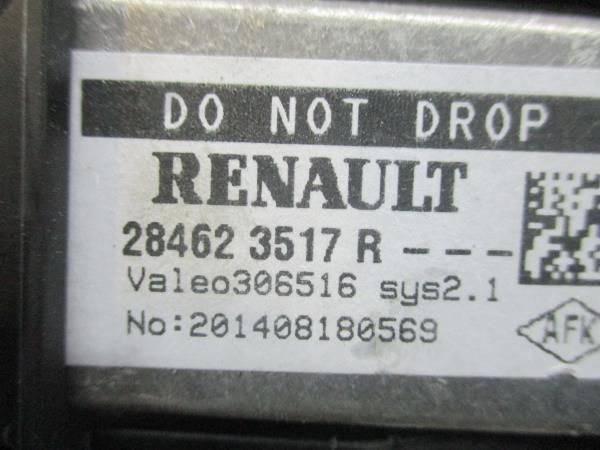 DO NOT DROP
RENAULT
28462 3517 R - - -
Valeo306516 sys2.1
No:201408180569
AFK